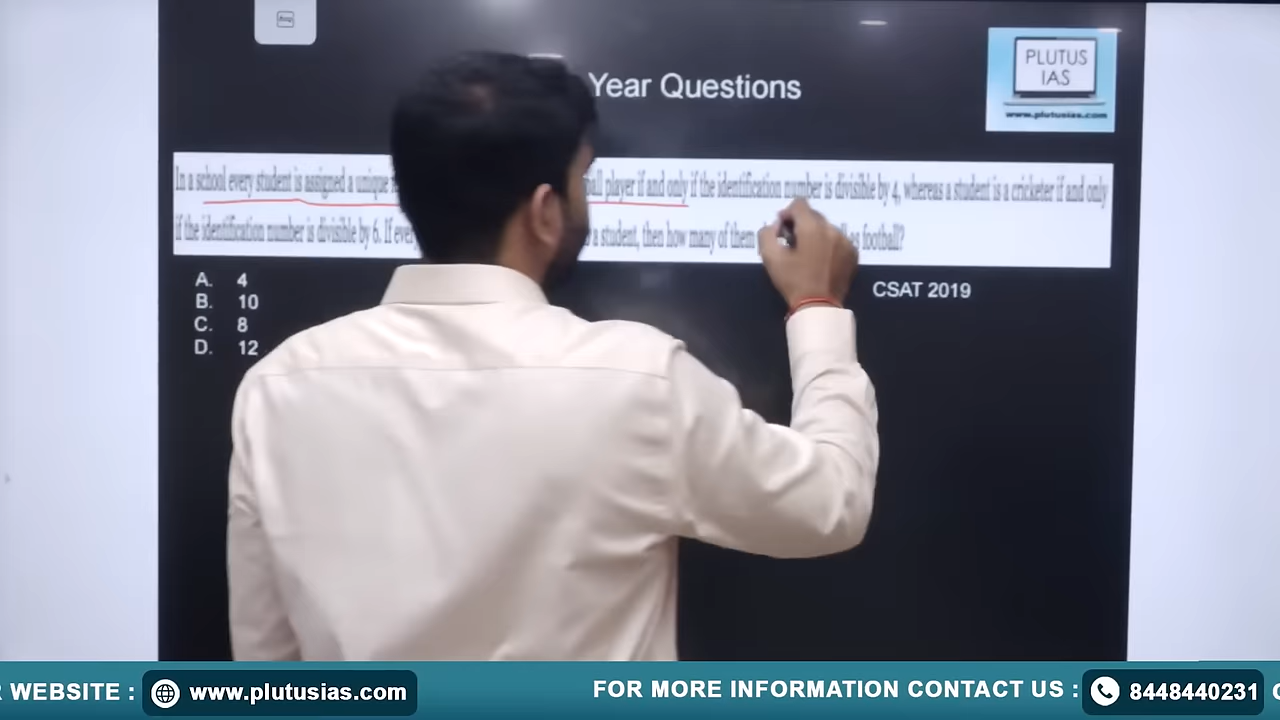 Year Questions
PLUTUS
IAS
www.plutusias.com
In a school every student is assigned a unique ball player if and only if the identification number is divisible by 4, whereas a student is a cricketer if and only
if the identification number is divisible by 6. If every a student, then how many of them as football?
A. 4
B. 10
C. 8
D. 12
CSAT 2019
WEBSITE : www.plutusias.com FOR MORE INFORMATION CONTACT US : 8448440231